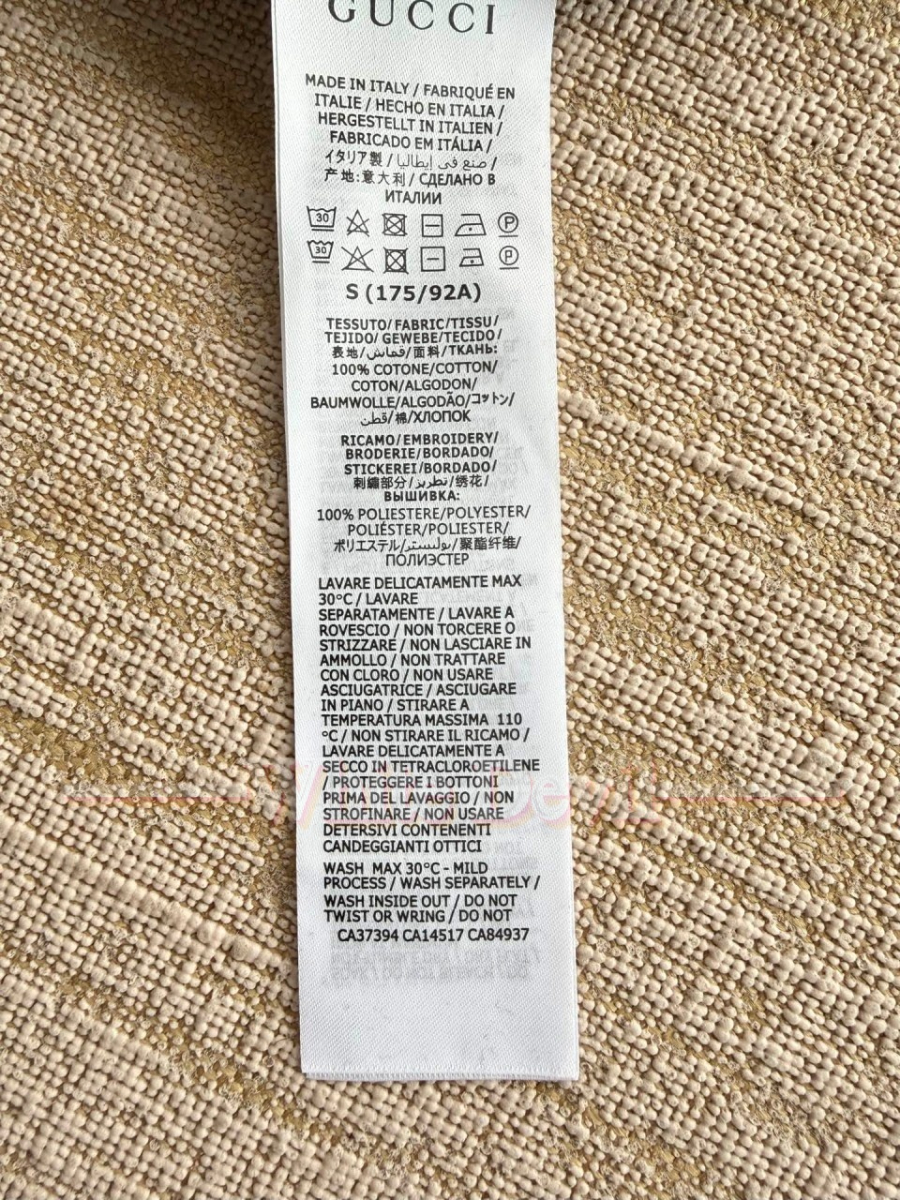 GUCCI
MADE IN ITALY / FABRIQUÉ EN
ITALIE / HECHO EN ITALIA /
HERGESTELLT IN ITALIEN /
FABRICADO EM ITÁLIA /
イタリア製 / صنع في إيطاليا /
产地:意大利 / СДЕЛАНО В
ИТАЛИИ
30 P
30 P
S (175/92A)
TESSUTO/FABRIC/TISSU/
TEJIDO/GEWEBE/TECIDO/
表地/قماش/面料/ТКАНЬ:
100% COTONE/COTTON/
COTON/ALGODON/
BAUMWOLLE/ALGODÃO/コットン/
قطن/棉/ХЛОПОК
RICAMO/EMBROIDERY/
BRODERIE/BORDADO/
STICKEREI/BORDADO/
刺繍部分/تطريز/绣花/
ВЫШИВКА:
100% POLIESTERE/POLYESTER/
POLIÉSTER/POLIESTER/
ポリエステル/بوليستر/聚酯纤维/
ПОЛИЭСТЕР
LAVARE DELICATAMENTE MAX
30°C / LAVARE
SEPARATAMENTE / LAVARE A
ROVESCIO / NON TORCERE O
STRIZZARE / NON LASCIARE IN
AMMOLLO / NON TRATTARE
CON CLORO / NON USARE
ASCIUGATRICE / ASCIUGARE
IN PIANO / STIRARE A
TEMPERATURA MASSIMA 110
°C / NON STIRARE IL RICAMO /
LAVARE DELICATAMENTE A
SECCO IN TETRACLOROETILENE
/ PROTEGGERE I BOTTONI
PRIMA DEL LAVAGGIO / NON
STROFINARE / NON USARE
DETERSIVI CONTENENTI
CANDEGGIANTI OTTICI
WASH MAX 30°C - MILD
PROCESS / WASH SEPARATELY /
WASH INSIDE OUT / DO NOT
TWIST OR WRING / DO NOT
CA37394 CA14517 CA84937